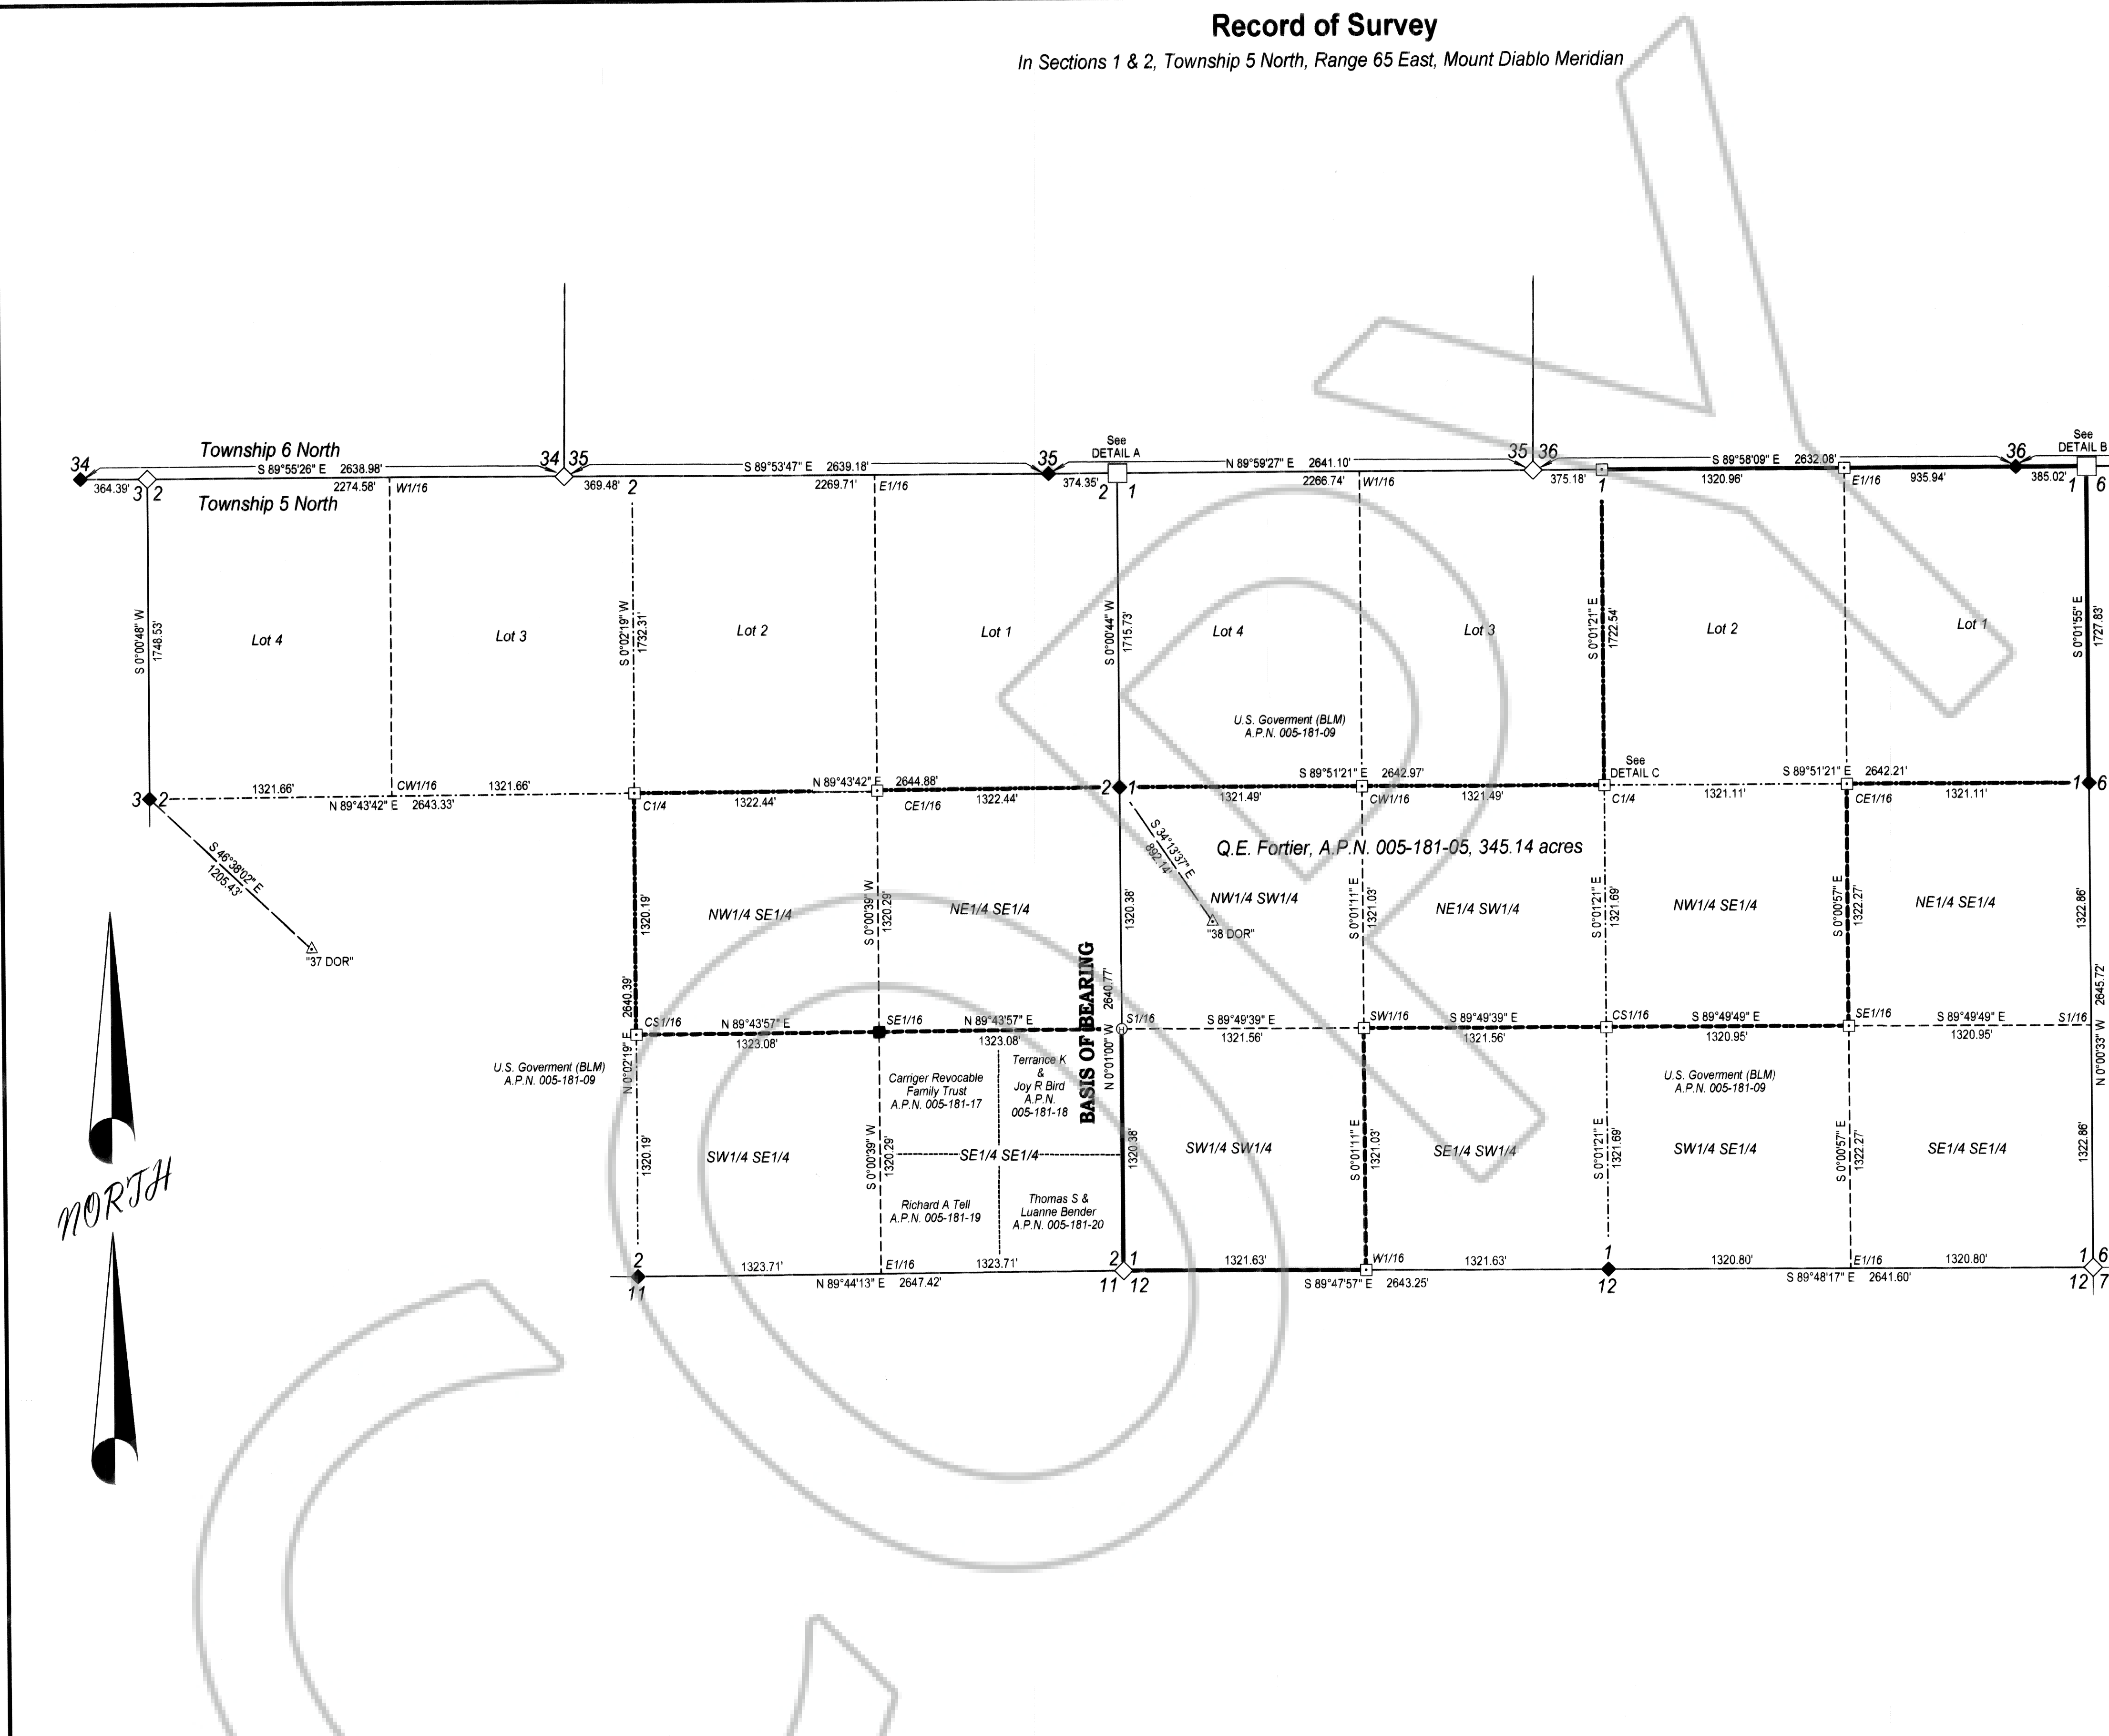 Record of Survey
In Sections 1 & 2, Township 5 North, Range 65 East, Mount Diablo Meridian
COPY
Township 6 North
Township 5 North
34
S 89°55'26" E 2638.98'
34 35
S 89°53'47" E 2639.18'
35
See
DETAIL A
N 89°59'27" E 2641.10'
35 36
S 89°58'09" E 2632.08'
36
See
DETAIL B
364.39'
3 2
2274.58'
W1/16
369.48'
2
2269.71'
E1/16
374.35'
2 1
2266.74'
W1/16
375.18'
1
1320.96'
E1/16
935.94'
385.02'
1 6
S 0°00'48" W
1748.53'
Lot 4
Lot 3
S 0°02'19" W
1732.31'
Lot 2
Lot 1
S 0°00'44" W
1715.73'
Lot 4
Lot 3
S 0°01'21" E
1722.54'
Lot 2
Lot 1
S 0°01'55" E
1727.83'
U.S. Goverment (BLM)
A.P.N. 005-181-09
3 2
1321.66'
CW1/16
1321.66'
N 89°43'42" E 2643.33'
C1/4
N 89°43'42" E 2644.88'
1322.44'
CE1/16
1322.44'
2 1
S 89°51'21" E 2642.97'
1321.49'
CW1/16
1321.49'
See
DETAIL C
C1/4
S 89°51'21" E 2642.21'
1321.11'
CE1/16
1321.11'
1 6
S 46°38'02" E
1205.43'
"37 DOR"
S 34°13'37" E
892.14'
"38 DOR"
Q.E. Fortier, A.P.N. 005-181-05, 345.14 acres
1320.19'
2640.39'
N 0°02'19" E
NW1/4 SE1/4
S 0°00'39" W
1320.29'
NE1/4 SE1/4
1320.38'
2640.77'
N 0°01'00" W
BASIS OF BEARING
NW1/4 SW1/4
S 0°01'11" E
1321.03'
NE1/4 SW1/4
S 0°01'21" E
1321.69'
NW1/4 SE1/4
S 0°00'57" E
1322.27'
NE1/4 SE1/4
1322.86'
2645.72'
N 0°00'33" W
CS1/16
N 89°43'57" E
1323.08'
SE1/16
N 89°43'57" E
1323.08'
S1/16
S 89°49'39" E
1321.56'
SW1/16
S 89°49'39" E
1321.56'
CS1/16
S 89°49'49" E
1320.95'
SE1/16
S 89°49'49" E
1320.95'
S1/16
U.S. Goverment (BLM)
A.P.N. 005-181-09
Carriger Revocable
Family Trust
A.P.N. 005-181-17
Terrance K
&
Joy R Bird
A.P.N.
005-181-18
U.S. Goverment (BLM)
A.P.N. 005-181-09
1320.19'
SW1/4 SE1/4
S 0°00'39" W
1320.29'
SE1/4 SE1/4
1320.38'
SW1/4 SW1/4
S 0°01'11" E
1321.03'
SE1/4 SW1/4
S 0°01'21" E
1321.69'
SW1/4 SE1/4
S 0°00'57" E
1322.27'
SE1/4 SE1/4
1322.86'
Richard A Tell
A.P.N. 005-181-19
Thomas S &
Luanne Bender
A.P.N. 005-181-20
2
11
1323.71'
E1/16
1323.71'
N 89°44'13" E 2647.42'
2 1
11 12
1321.63'
W1/16
1321.63'
S 89°47'57" E 2643.25'
1
12
1320.80'
E1/16
1320.80'
S 89°48'17" E 2641.60'
1 6
12 7
NORTH